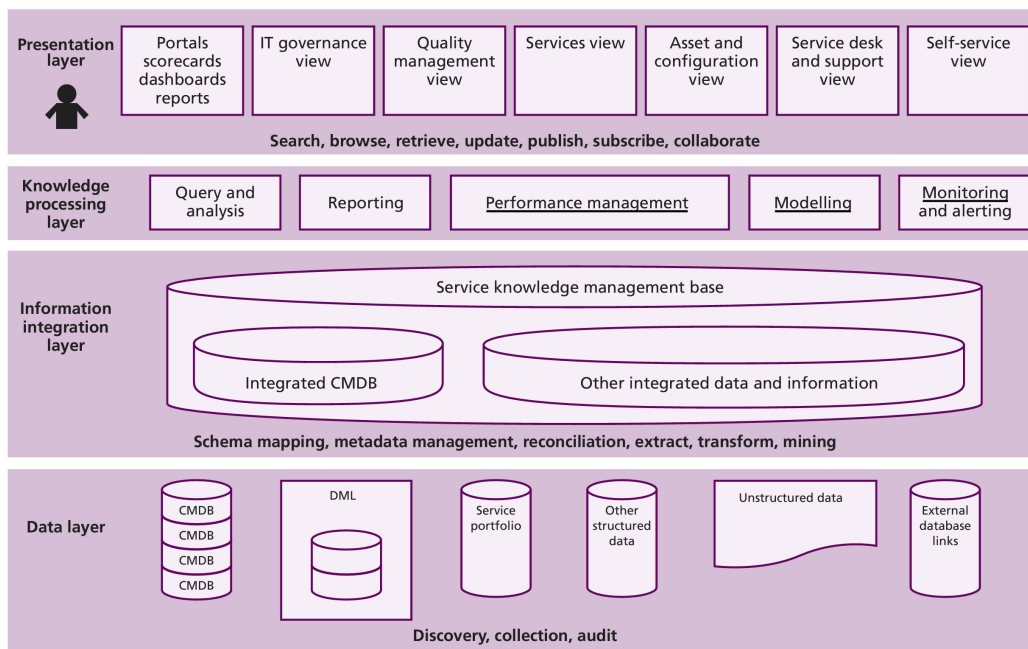 Presentation
layer
Portals
scorecards
dashboards
reports
IT governance
view
Quality
management
view
Services view
Asset and
configuration
view
Service desk
and support
view
Self-service
view
Search, browse, retrieve, update, publish, subscribe, collaborate
Knowledge
processing
layer
Query and
analysis
Reporting
Performance management
Modelling
Monitoring
and alerting
Information
integration
layer
Service knowledge management base
Integrated CMDB
Other integrated data and information
Schema mapping, metadata management, reconciliation, extract, transform, mining
Data layer
CMDB
CMDB
CMDB
CMDB
DML
Service
portfolio
Other
structured
data
Unstructured data
External
database
links
Discovery, collection, audit